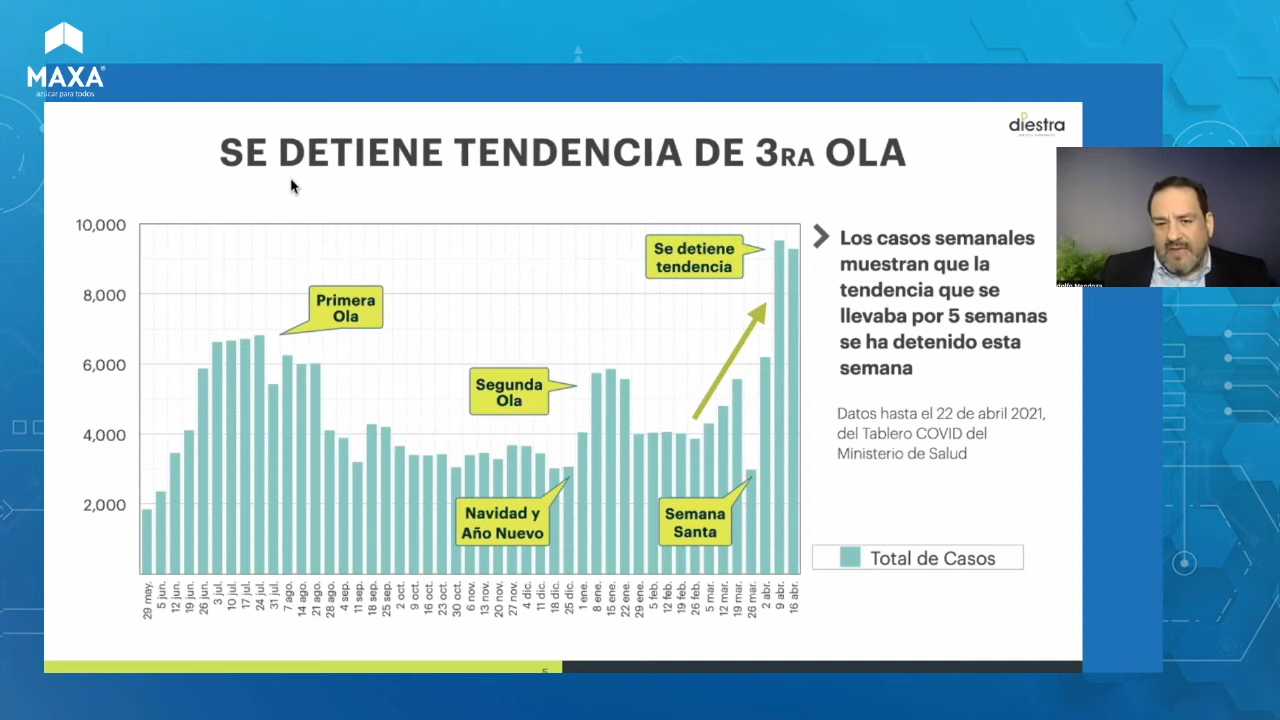 MAXA®
azúcar para todos
diestra
SE DETIENE TENDENCIA DE 3RA OLA
10,000
8,000
6,000
4,000
2,000
Primera
Ola
Segunda
Ola
Navidad y
Año Nuevo
Semana
Santa
Se detiene
tendencia
29 may.
5 jun.
12 jun.
19 jun.
26 jun.
3 jul.
10 jul.
17 jul.
24 jul.
31 jul.
7 ago.
14 ago.
21 ago.
28 ago.
4 sep.
11 sep.
18 sep.
25 sep.
2 oct.
9 oct.
16 oct.
23 oct.
30 oct.
6 nov.
13 nov.
20 nov.
27 nov.
4 dic.
11 dic.
18 dic.
25 dic.
1 ene.
8 ene.
15 ene.
22 ene.
29 ene.
5 feb.
12 feb.
19 feb.
26 feb.
5 mar.
12 mar.
19 mar.
26 mar.
2 abr.
9 abr.
16 abr.
Los casos semanales
muestran que la
tendencia que se
llevaba por 5 semanas
se ha detenido esta
semana
Datos hasta el 22 de abril 2021,
del Tablero COVID del
Ministerio de Salud
Total de Casos